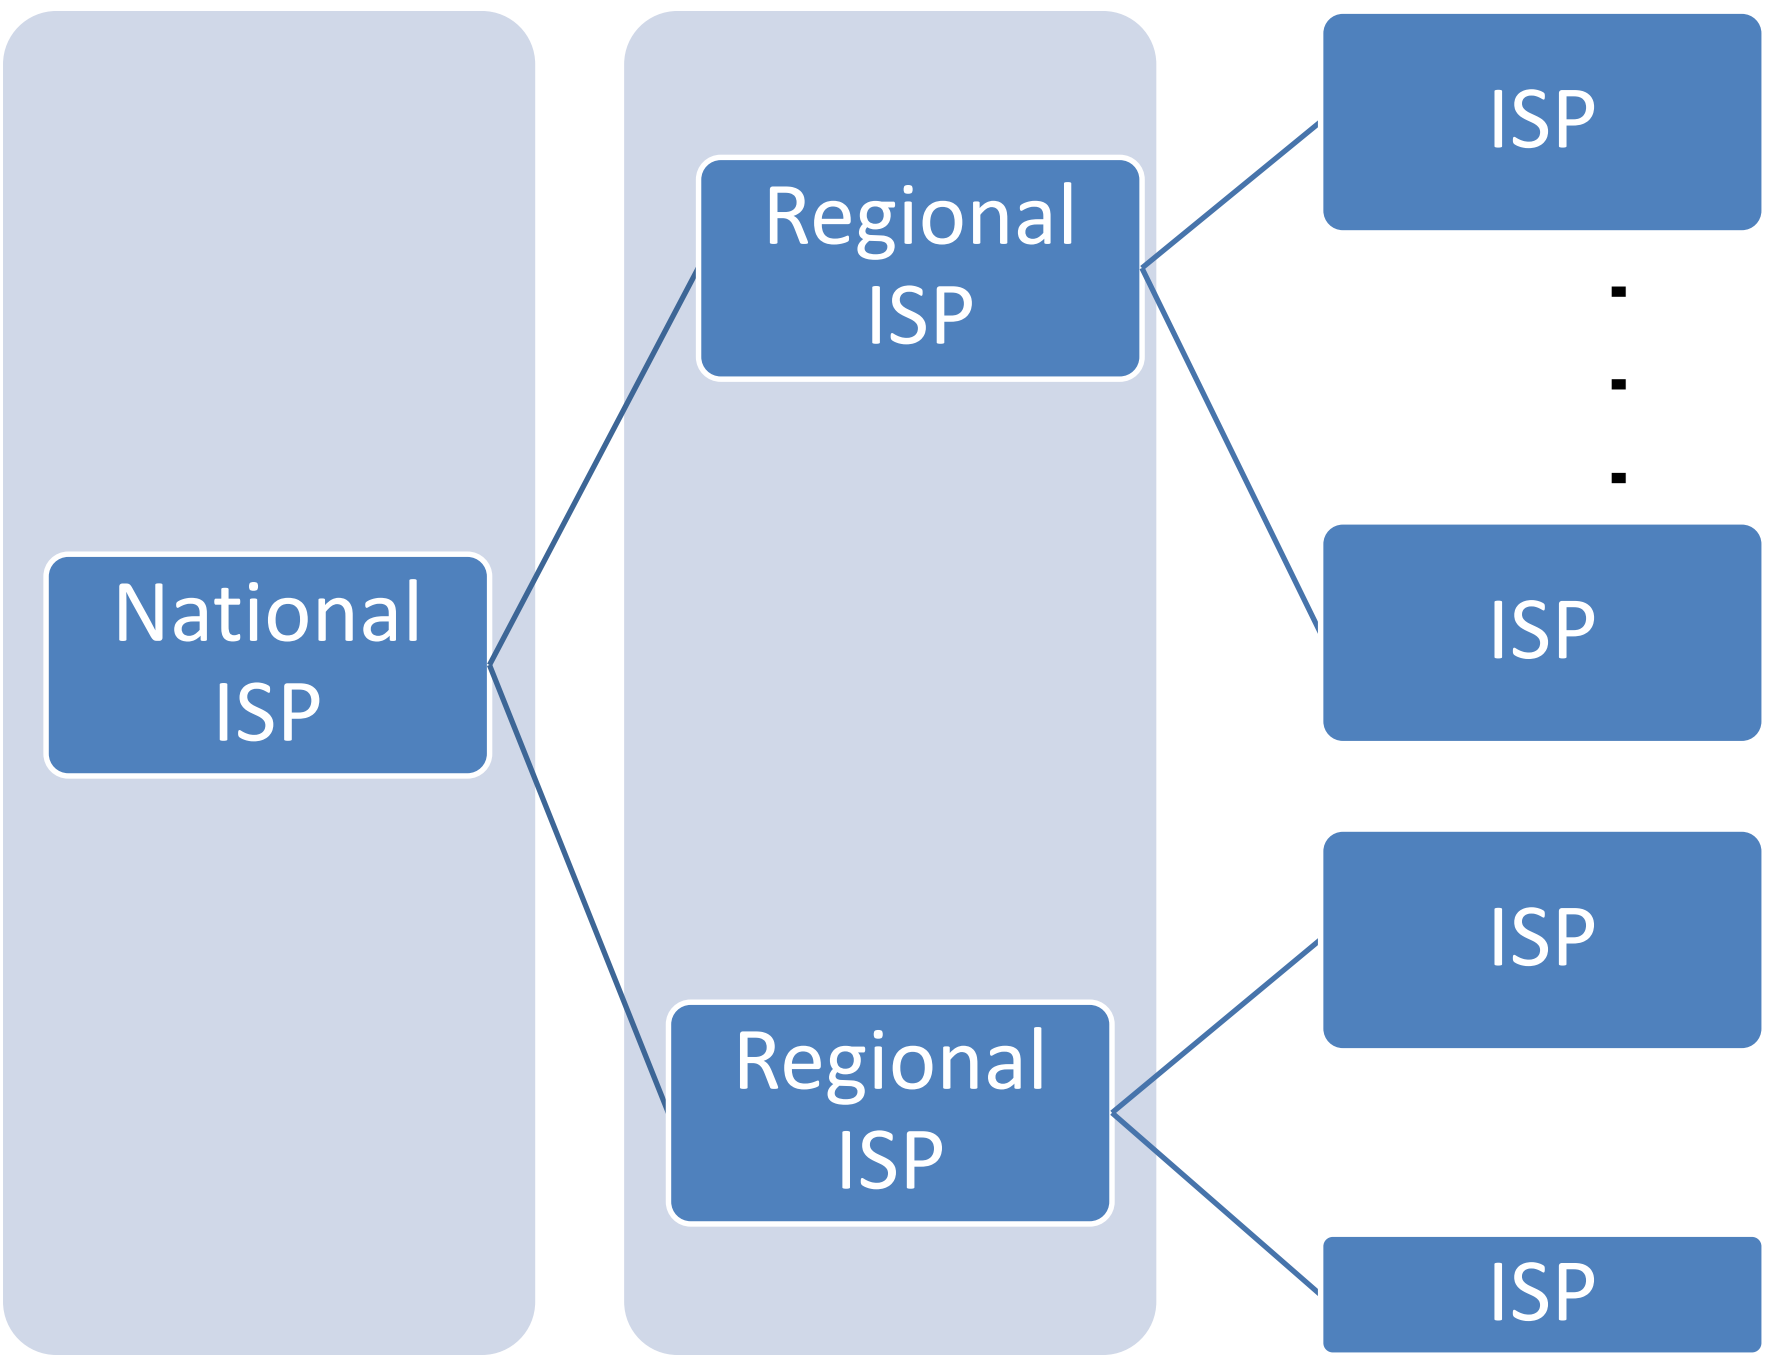 National
ISP
Regional
ISP
Regional
ISP
ISP
.
.
.
ISP
ISP
ISP